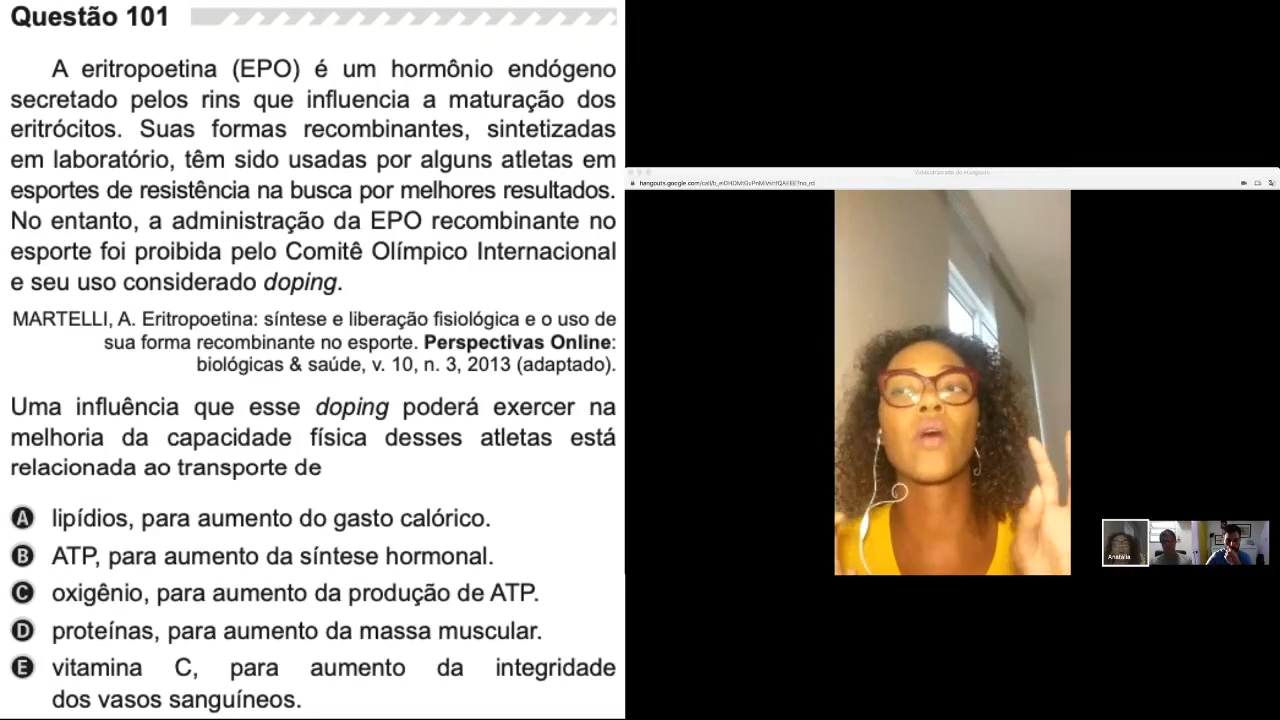 Questão 101
A eritropoetina (EPO) é um hormônio endógeno
secretado pelos rins que influencia a maturação dos
eritrócitos. Suas formas recombinantes, sintetizadas
em laboratório, têm sido usadas por alguns atletas em
esportes de resistência na busca por melhores resultados.
No entanto, a administração da EPO recombinante no
esporte foi proibida pelo Comitê Olímpico Internacional
e seu uso considerado doping.
MARTELLI, A. Eritropoetina: síntese e liberação fisiológica e o uso de
sua forma recombinante no esporte. Perspectivas Online:
biológicas & saúde, v. 10, n. 3, 2013 (adaptado).
Uma influência que esse doping poderá exercer na
melhoria da capacidade física desses atletas está
relacionada ao transporte de
A lipídios, para aumento do gasto calórico.
B ATP, para aumento da síntese hormonal.
C oxigênio, para aumento da produção de ATP.
D proteínas, para aumento da massa muscular.
E vitamina C, para aumento da integridade
dos vasos sanguíneos.
Anatália